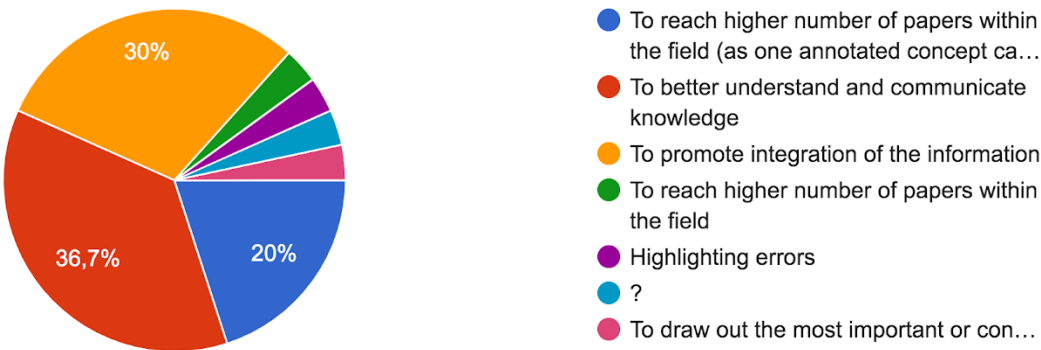 30%
36,7%
20%
To reach higher number of papers within
the field (as one annotated concept ca…
To better understand and communicate
knowledge
To promote integration of the information
To reach higher number of papers within
the field
Highlighting errors
?
To draw out the most important or con…